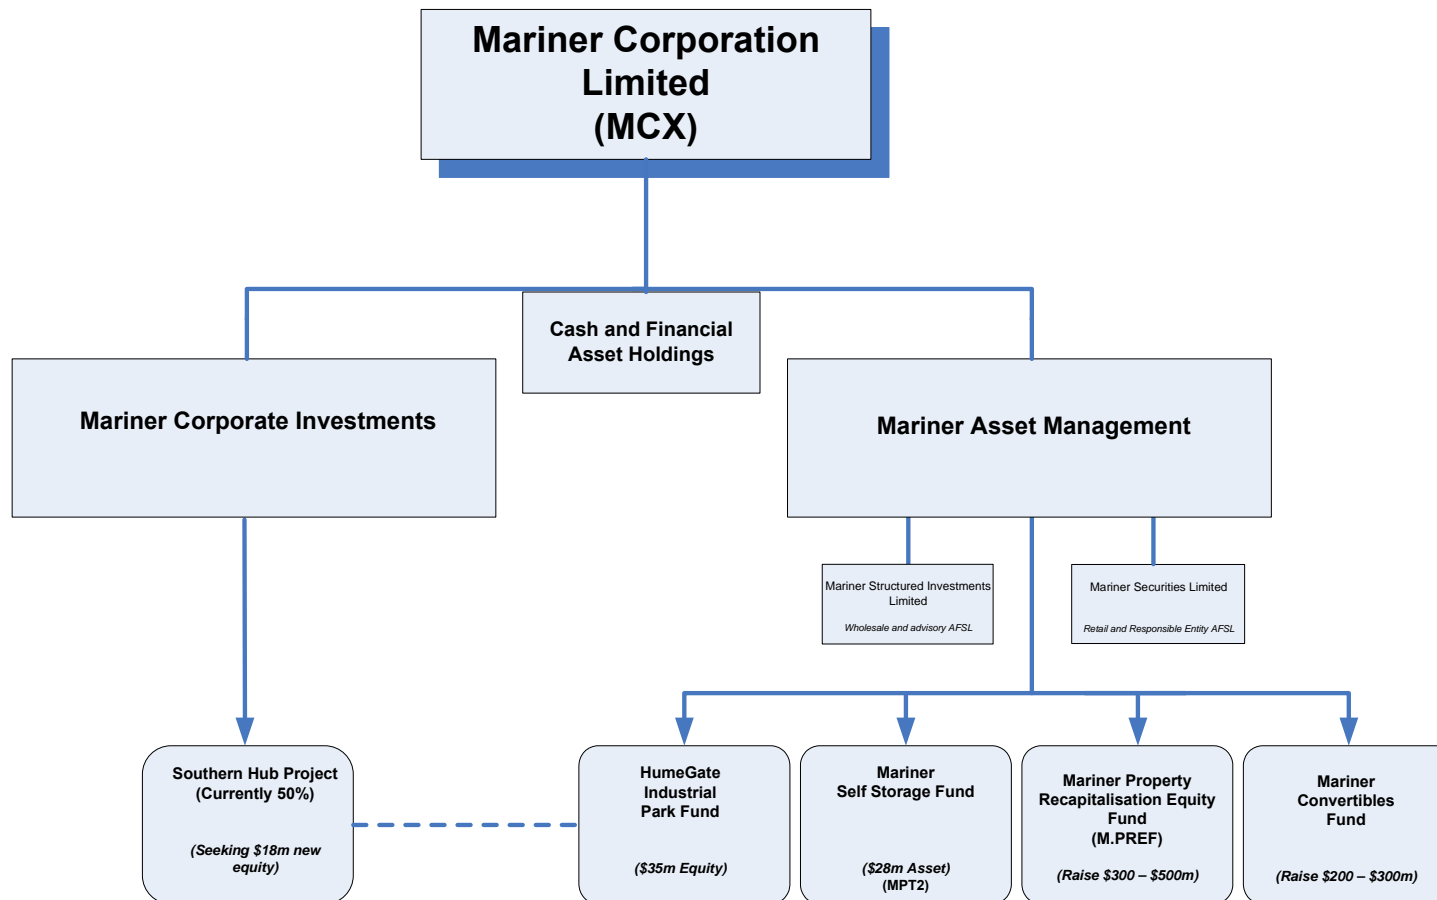 Mariner Corporation
Limited
(MCX)
Cash and Financial
Asset Holdings
Mariner Corporate Investments
Mariner Asset Management
Mariner Structured Investments
Limited
Wholesale and advisory AFSL
Mariner Securities Limited
Retail and Responsible Entity AFSL
Southern Hub Project
(Currently 50%)
(Seeking $18m new
equity)
HumeGate
Industrial
Park Fund
($35m Equity)
Mariner
Self Storage Fund
($28m Asset)
(MPT2)
Mariner Property
Recapitalisation Equity
Fund
(M.PREF)
(Raise $300 – $500m)
Mariner
Convertibles
Fund
(Raise $200 – $300m)